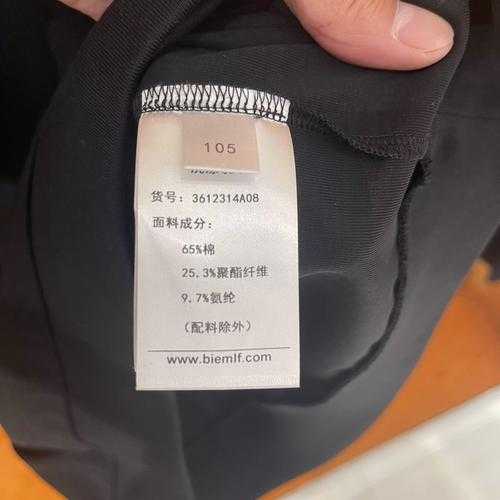 105
货号：3612314A08
面料成分：
65%棉
25.3%聚酯纤维
9.7%氨纶
（配料除外）
www.biemlf.com